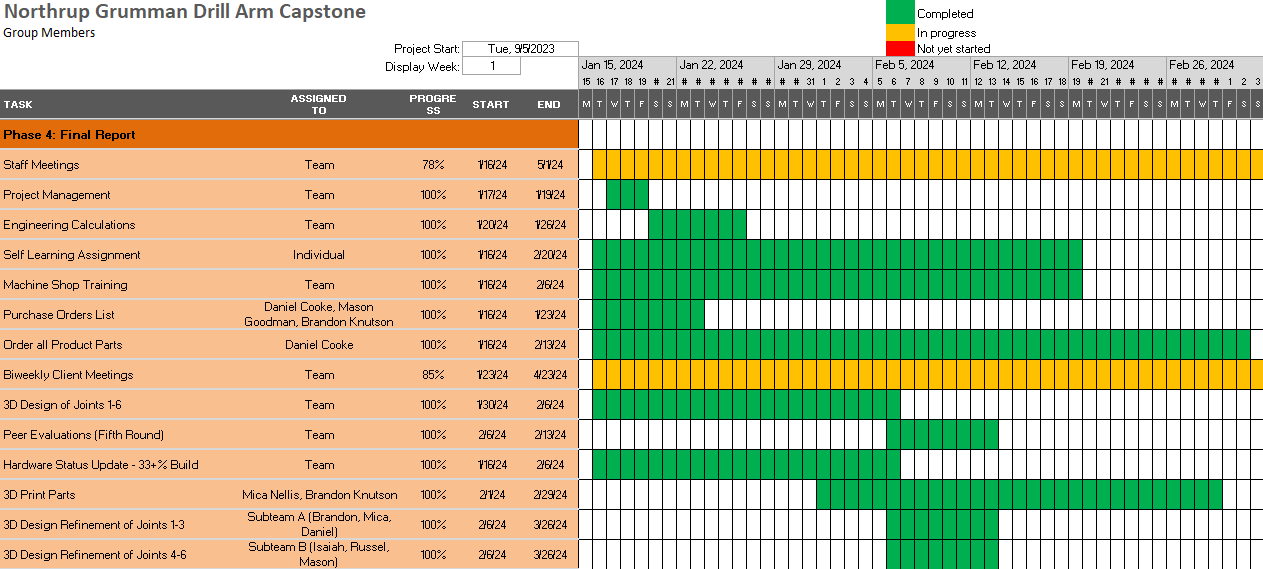 Northrup Grumman Drill Arm Capstone
Group Members
Completed
In progress
Not yet started
Project Start: Tue, 9/5/2023
Display Week: 1
Jan 15, 2024 Jan 22, 2024 Jan 29, 2024 Feb 5, 2024 Feb 12, 2024 Feb 19, 2024 Feb 26, 2024
15 16 17 18 19 # 21 # # # # # # # # # 31 1 2 3 4 5 6 7 8 9 10 11 12 13 14 15 16 17 18 19 # 21 # # # # # # # # 1 2 3
TASK ASSIGNED TO PROGRESS START END M T W T F S S M T W T F S S M T W T F S S M T W T F S S M T W T F S S M T W T F S S M T W T F S S
Phase 4: Final Report
Staff Meetings Team 78% 1/16/24 5/1/24
Project Management Team 100% 1/17/24 1/19/24
Engineering Calculations Team 100% 1/20/24 1/26/24
Self Learning Assignment Individual 100% 1/16/24 2/20/24
Machine Shop Training Team 100% 1/16/24 2/6/24
Purchase Orders List Daniel Cooke, Mason Goodman, Brandon Knutson 100% 1/16/24 1/23/24
Order all Product Parts Daniel Cooke 100% 1/16/24 2/13/24
Biweekly Client Meetings Team 85% 1/23/24 4/23/24
3D Design of Joints 1-6 Team 100% 1/30/24 2/6/24
Peer Evaluations (Fifth Round) Team 100% 2/6/24 2/13/24
Hardware Status Update - 33+% Build Team 100% 1/16/24 2/6/24
3D Print Parts Mica Nellis, Brandon Knutson 100% 2/1/24 2/29/24
3D Design Refinement of Joints 1-3 Subteam A (Brandon, Mica, Daniel) 100% 2/6/24 3/26/24
3D Design Refinement of Joints 4-6 Subteam B (Isaiah, Russel, Mason) 100% 2/6/24 3/26/24